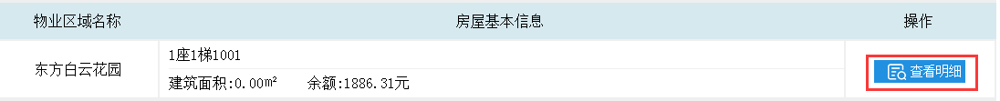 物业区域名称 房屋基本信息 操作
东方白云花园 1座1梯1001
建筑面积:0.00㎡ 余额:1886.31元 查看明细